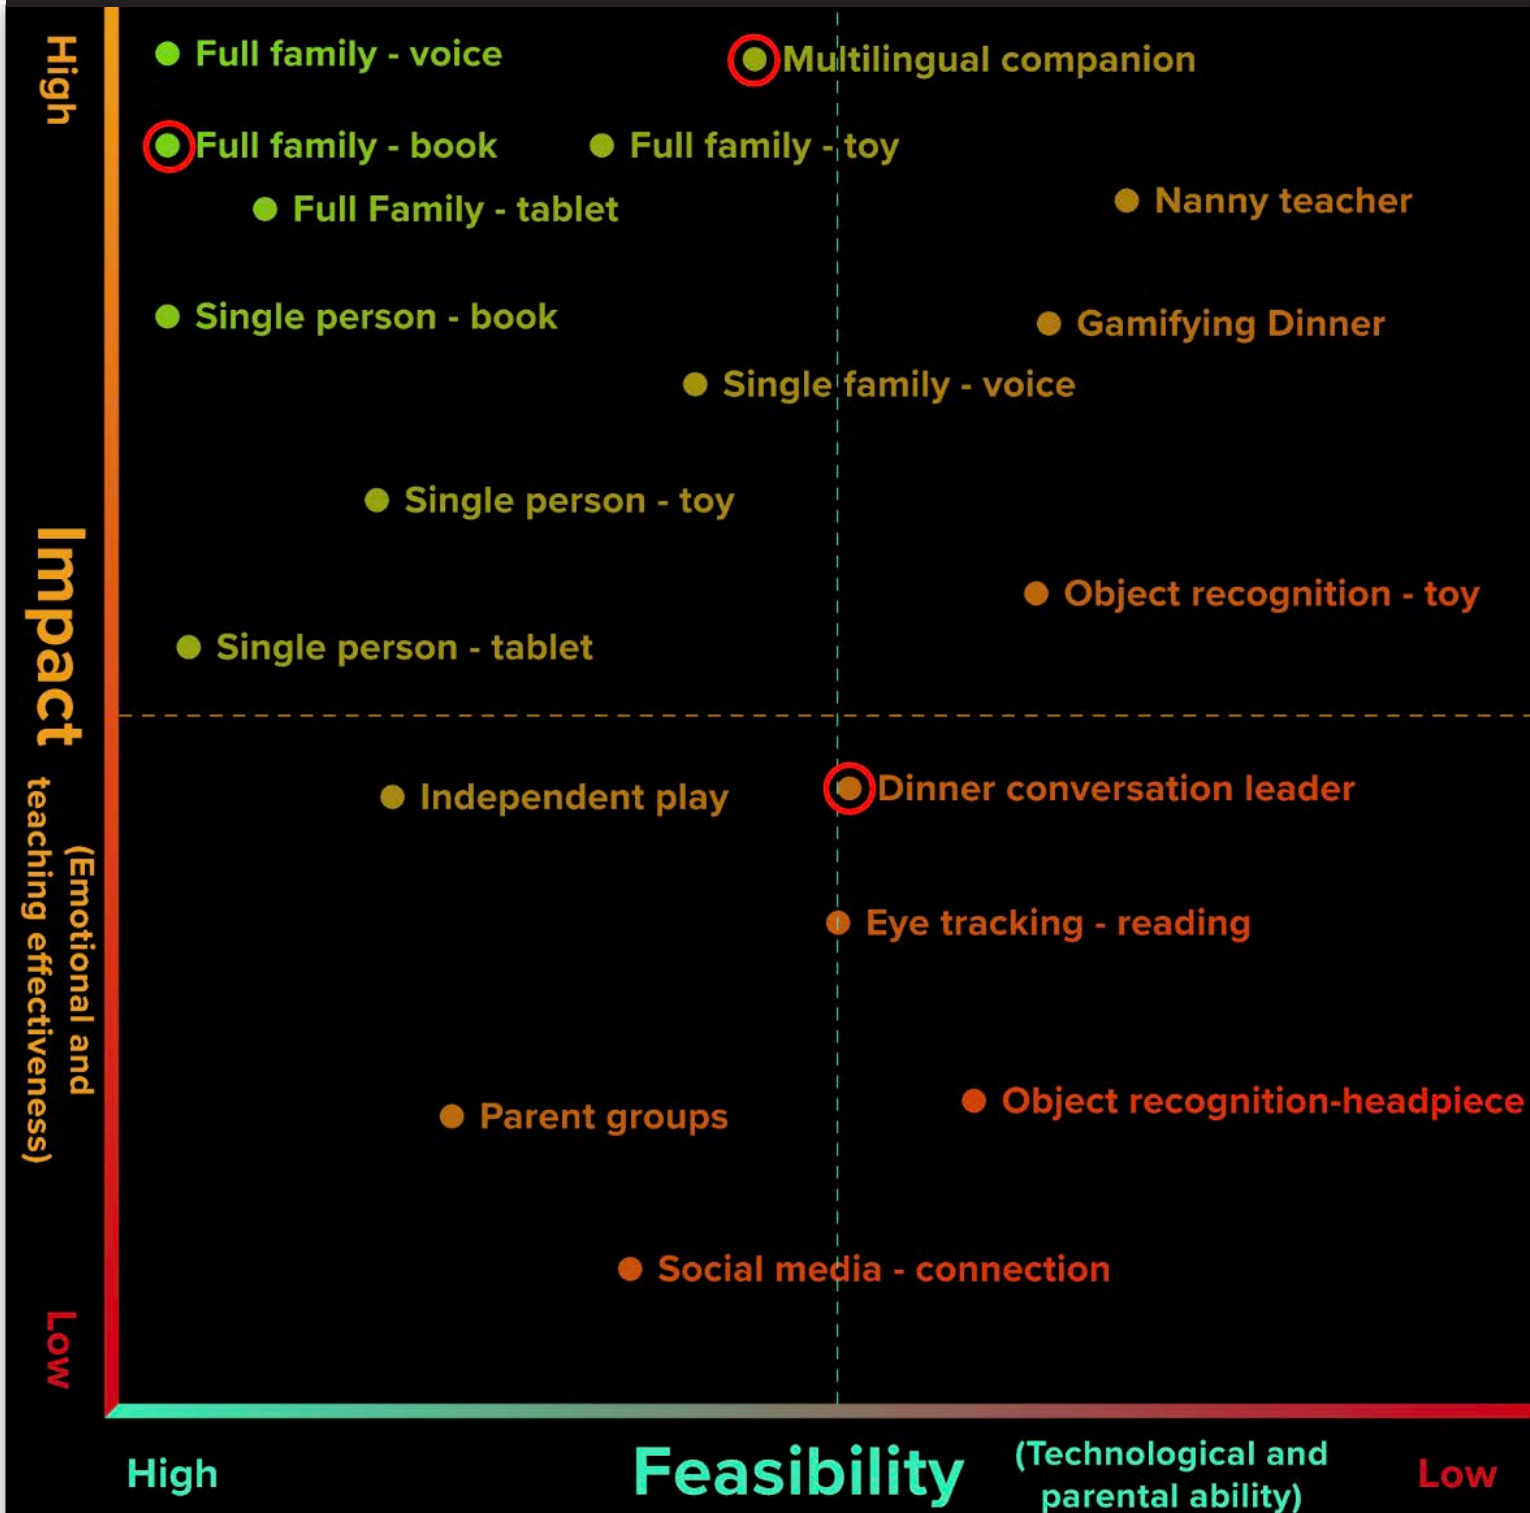 High
Full family - voice
Multilingual companion
Full family - book
Full family - toy
Full Family - tablet
Nanny teacher
Single person - book
Gamifying Dinner
Single family - voice
Single person - toy
Object recognition - toy
Single person - tablet
Impact
(Emotional and
teaching effectiveness)
Independent play
Dinner conversation leader
Eye tracking - reading
Object recognition-headpiece
Parent groups
Social media - connection
Low
High
Feasibility
(Technological and
parental ability)
Low